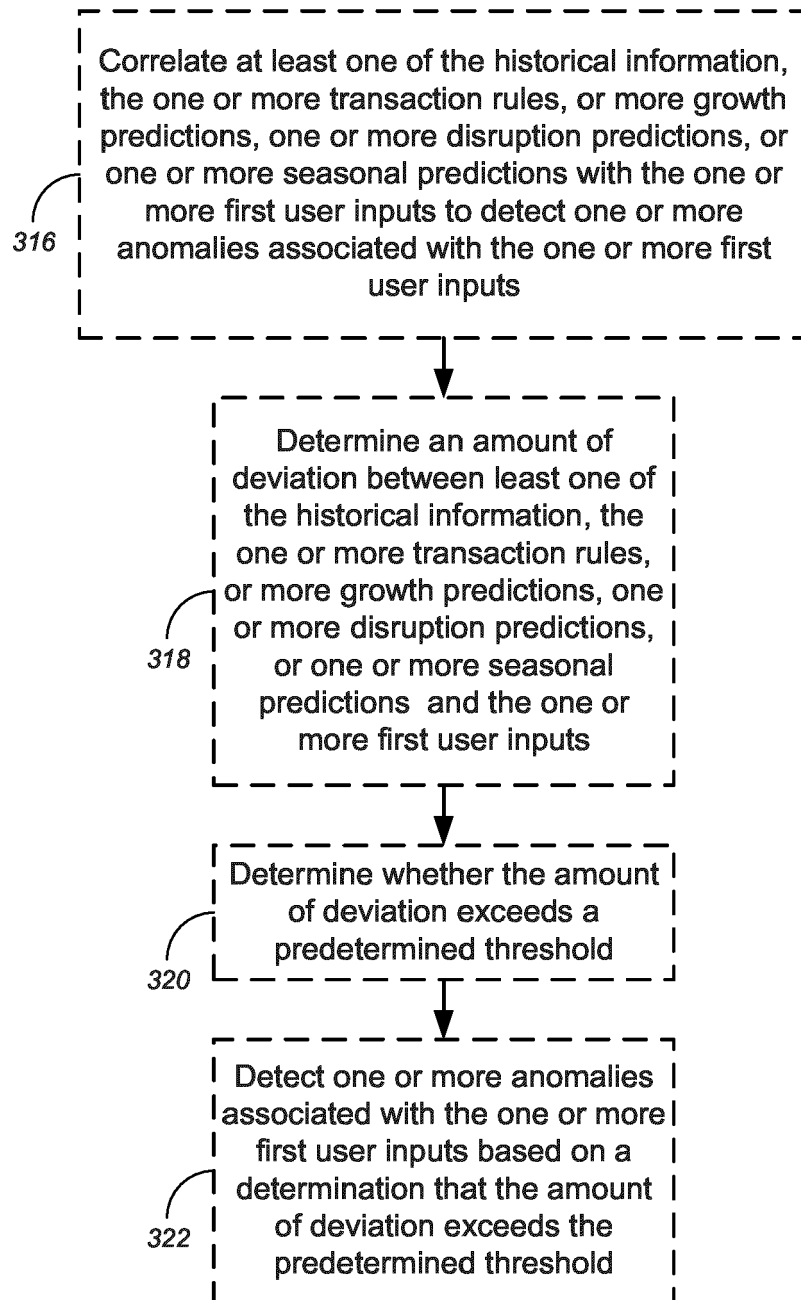 Correlate at least one of the historical information,
the one or more transaction rules, or more growth
predictions, one or more disruption predictions, or
one or more seasonal predictions with the one or
more first user inputs to detect one or more
anomalies associated with the one or more first
user inputs
316
Determine an amount of
deviation between least one of
the historical information, the
one or more transaction rules,
or more growth predictions, one
or more disruption predictions,
or one or more seasonal
predictions and the one or
more first user inputs
318
Determine whether the amount
of deviation exceeds a
predetermined threshold
320
Detect one or more anomalies
associated with the one or more
first user inputs based on a
determination that the amount
of deviation exceeds the
predetermined threshold
322